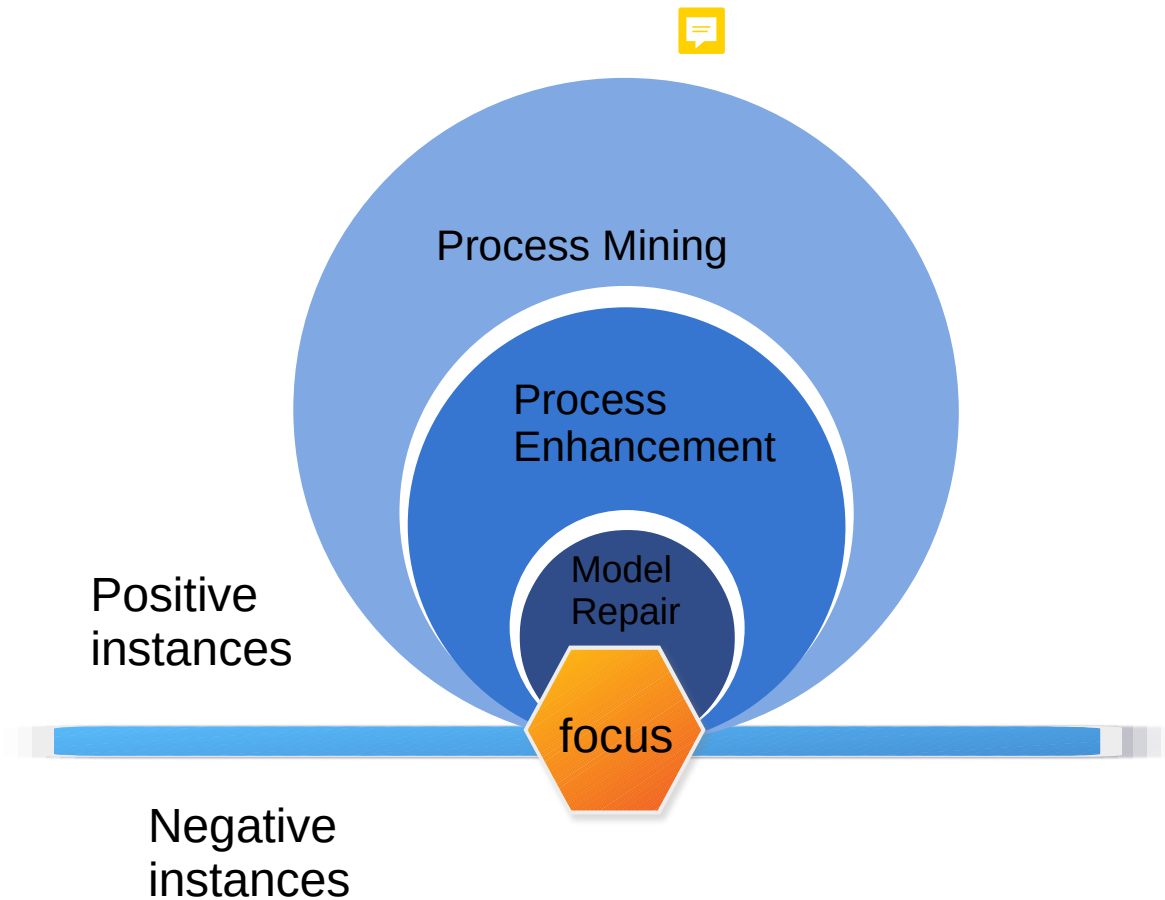 Process Mining
Process
Enhancement
Model
Repair
Positive
instances
focus
Negative
instances